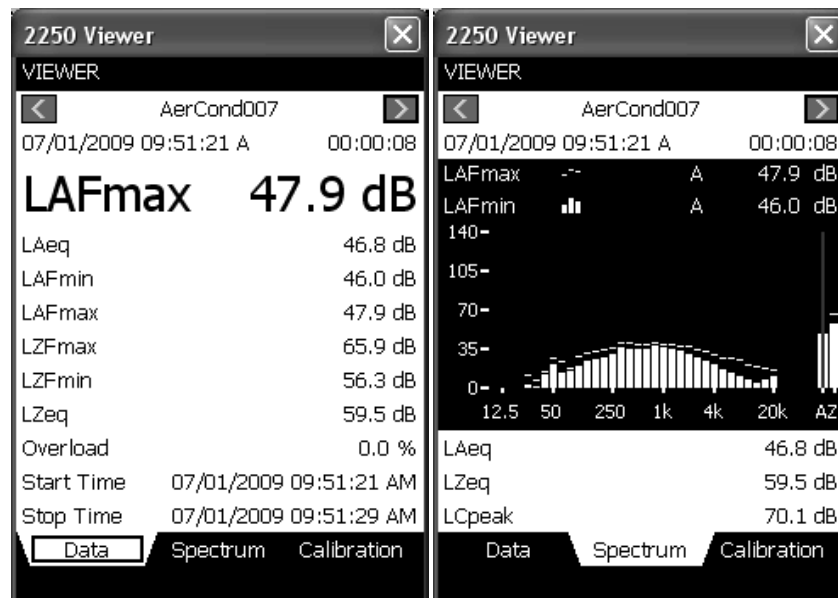 2250 Viewer
VIEWER
AerCond007
07/01/2009 09:51:21 A 00:00:08
LAFmax 47.9 dB
LAeq 46.8 dB
LAFmin 46.0 dB
LAFmax 47.9 dB
LZFmax 65.9 dB
LZFmin 56.3 dB
LZeq 59.5 dB
Overload 0.0 %
Start Time 07/01/2009 09:51:21 AM
Stop Time 07/01/2009 09:51:29 AM
Data Spectrum Calibration
2250 Viewer
VIEWER
AerCond007
07/01/2009 09:51:21 A 00:00:08
LAFmax A 47.9 dB
LAFmin A 46.0 dB
140
105
70
35
0
12.5 50 250 1k 4k 20k AZ
LAeq 46.8 dB
LZeq 59.5 dB
LCpeak 70.1 dB
Data Spectrum Calibration